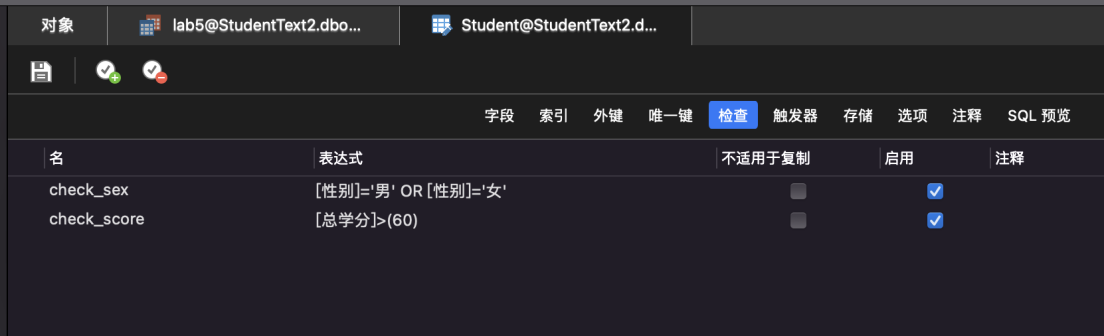 对象 lab5@StudentText2.dbo... Student@StudentText2.d...
字段 索引 外键 唯一键 检查 触发器 存储 选项 注释 SQL 预览
名 表达式 不适用于复制 启用 注释
check_sex [性别]='男' OR [性别]='女'
check_score [总学分]>(60)